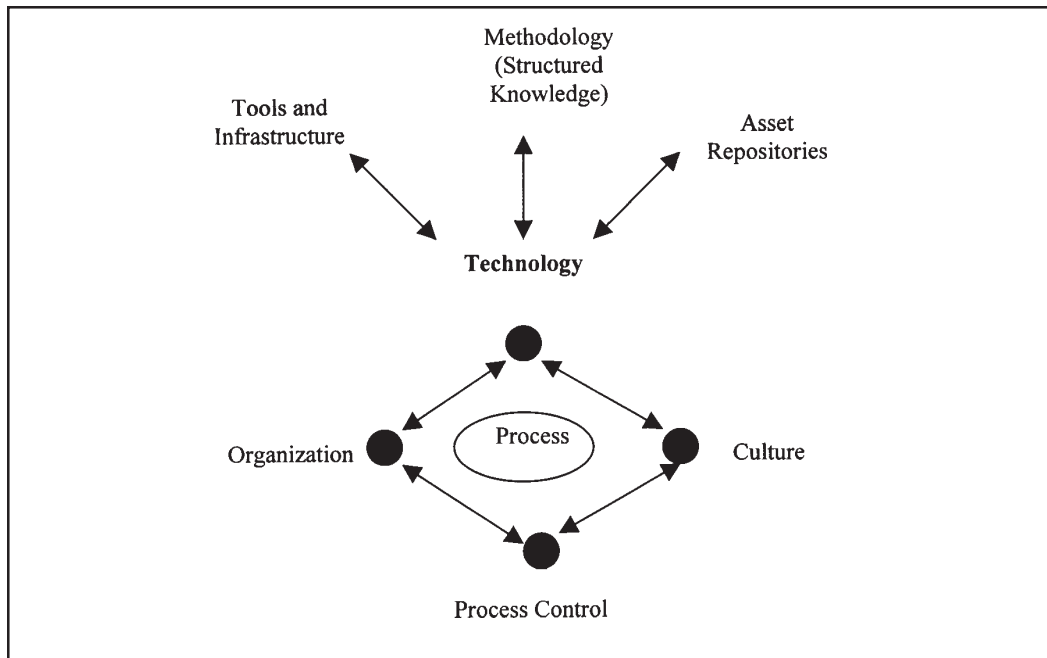 Methodology
(Structured
Knowledge)
Tools and
Infrastructure
Asset
Repositories
Technology
Process
Organization
Culture
Process Control